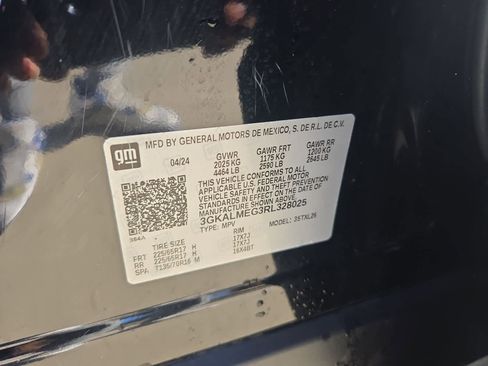 gm
MFD BY GENERAL MOTORS DE MEXICO, S. DE R.L. DE C.V.
04/24 GVWR GAWR FRT GAWR RR
2025 KG 1175 KG 1200 KG
4464 LB 2590 LB 2645 LB
THIS VEHICLE CONFORMS TO ALL
APPLICABLE U.S. FEDERAL MOTOR
VEHICLE SAFETY AND THEFT PREVENTION
STANDARDS IN EFFECT ON THE DATE OF
MANUFACTURE SHOWN ABOVE.
3GKALMEG3RL328025
TYPE: MPV MODEL: 3STXL26
TIRE SIZE RIM
FRT 225/65R17 H 17X7J
RR 225/65R17 H 17X7J
SPA T135/70R16 M 16X4BT